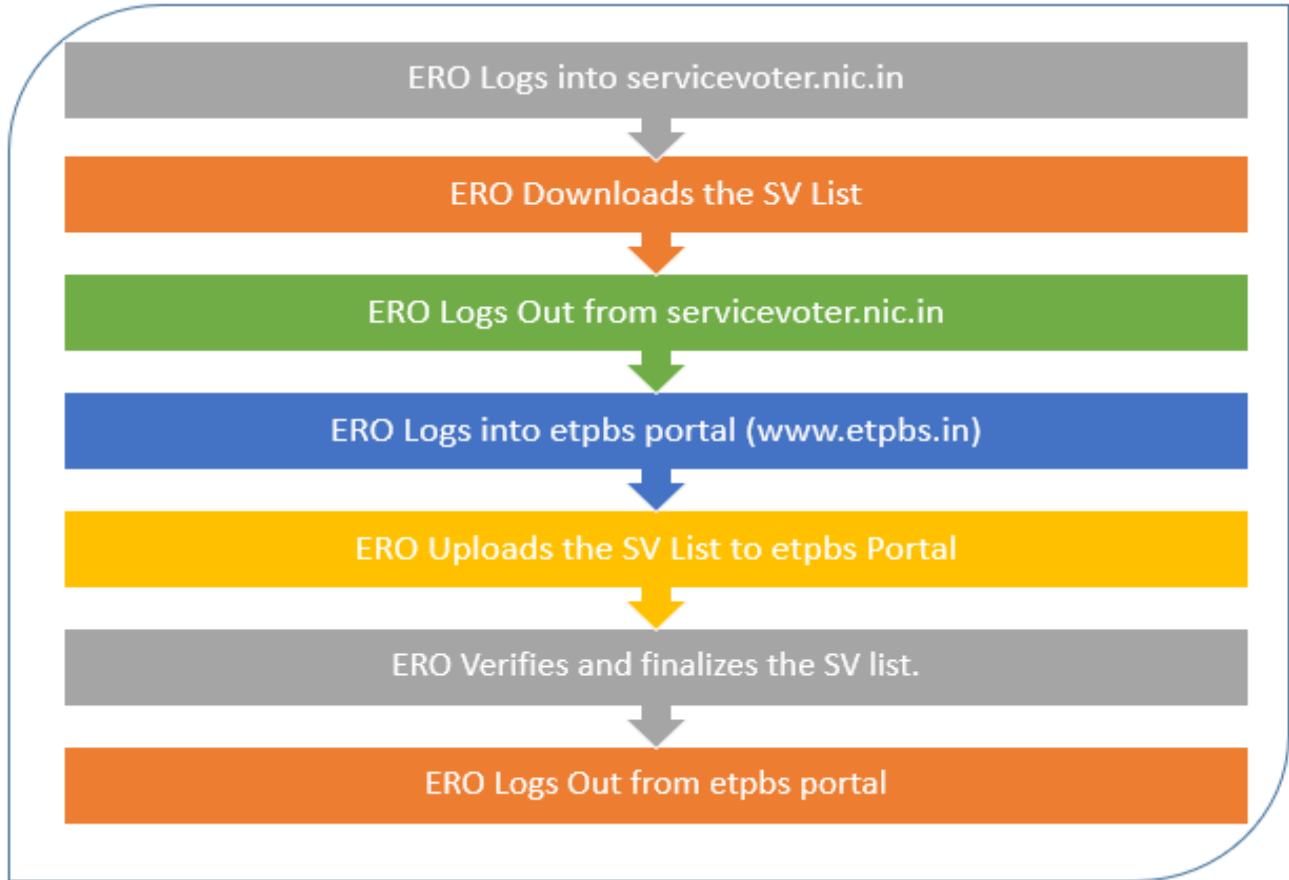 ERO Logs into servicevoter.nic.in
ERO Downloads the SV List
ERO Logs Out from servicevoter.nic.in
ERO Logs into etpbs portal (www.etpbs.in)
ERO Uploads the SV List to etpbs Portal
ERO Verifies and finalizes the SV list.
ERO Logs Out from etpbs portal